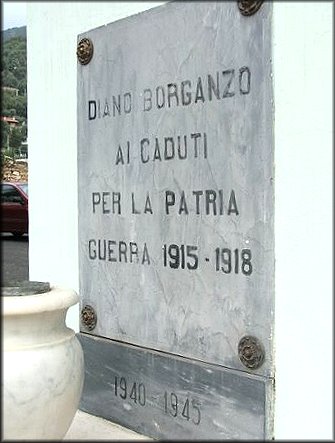 DIANO BORGANZO
AI CADUTI
PER LA PATRIA
GUERRA 1915-1918
1940-1945